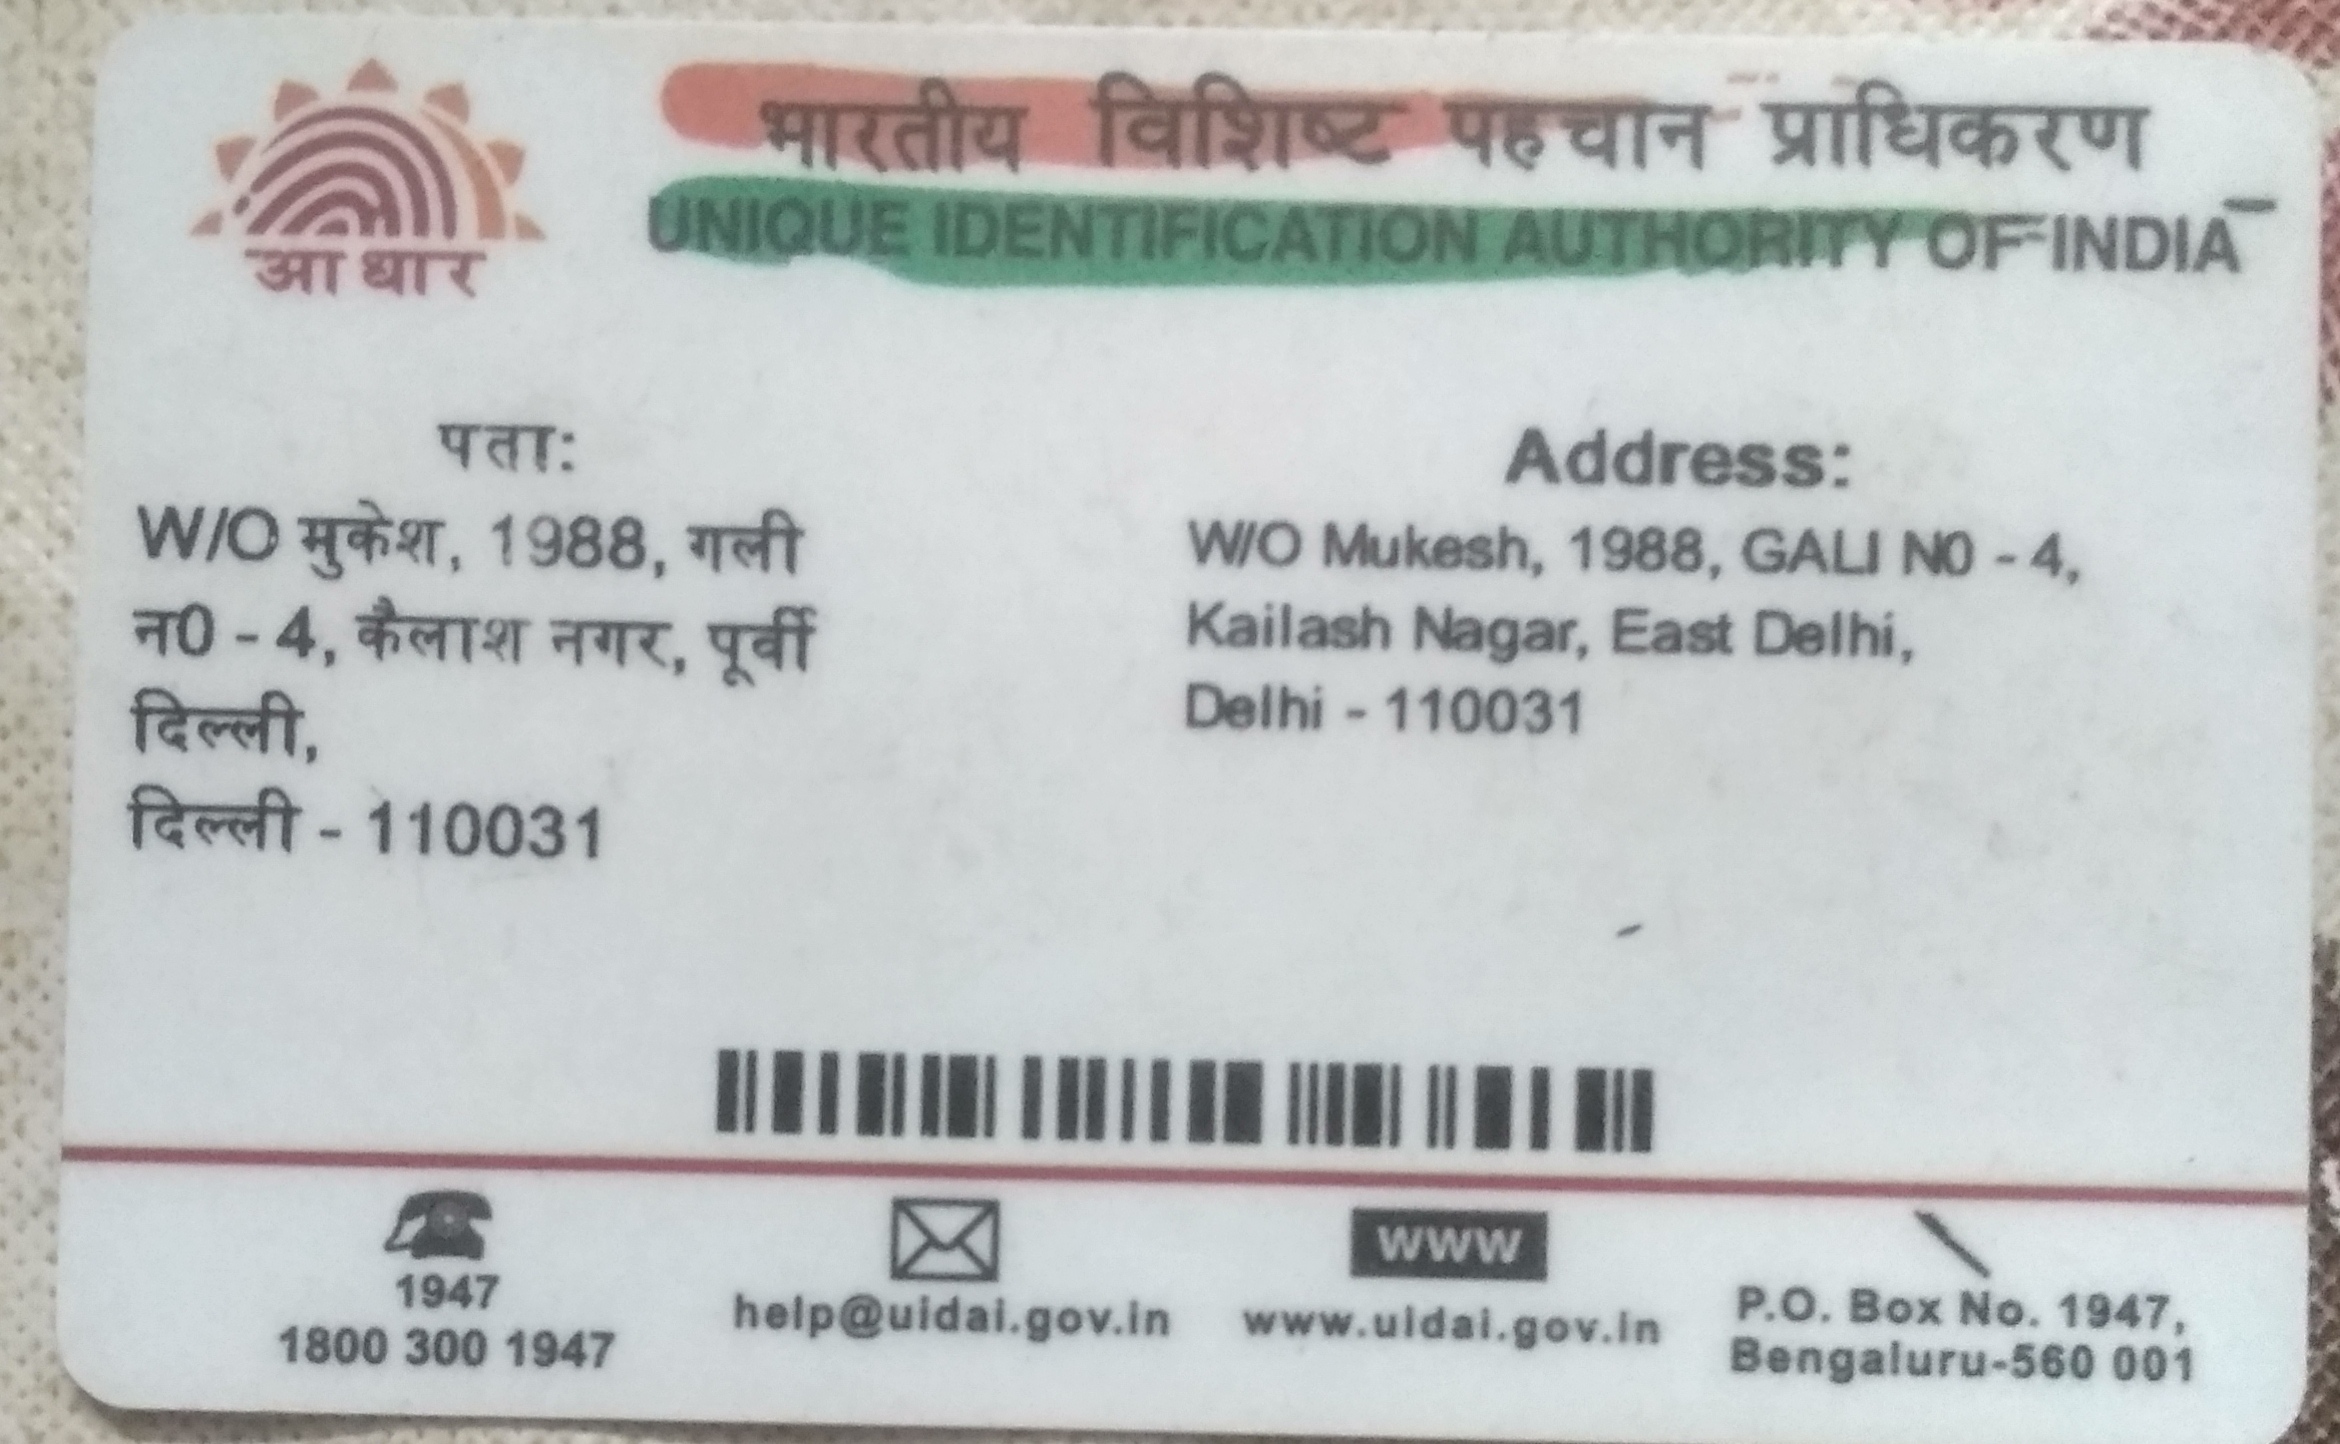 भारतीय विशिष्ट पहचान प्राधिकरण
UNIQUE IDENTIFICATION AUTHORITY OF INDIA
आधार
पता:
W/O मुकेश, 1988, गली
न0 - 4, कैलाश नगर, पूर्वी
दिल्ली,
दिल्ली - 110031
Address:
W/O Mukesh, 1988, GALI N0 - 4,
Kailash Nagar, East Delhi,
Delhi - 110031
1947
1800 300 1947
help@uidai.gov.in
www
www.uidai.gov.in
P.O. Box No. 1947,
Bengaluru-560 001